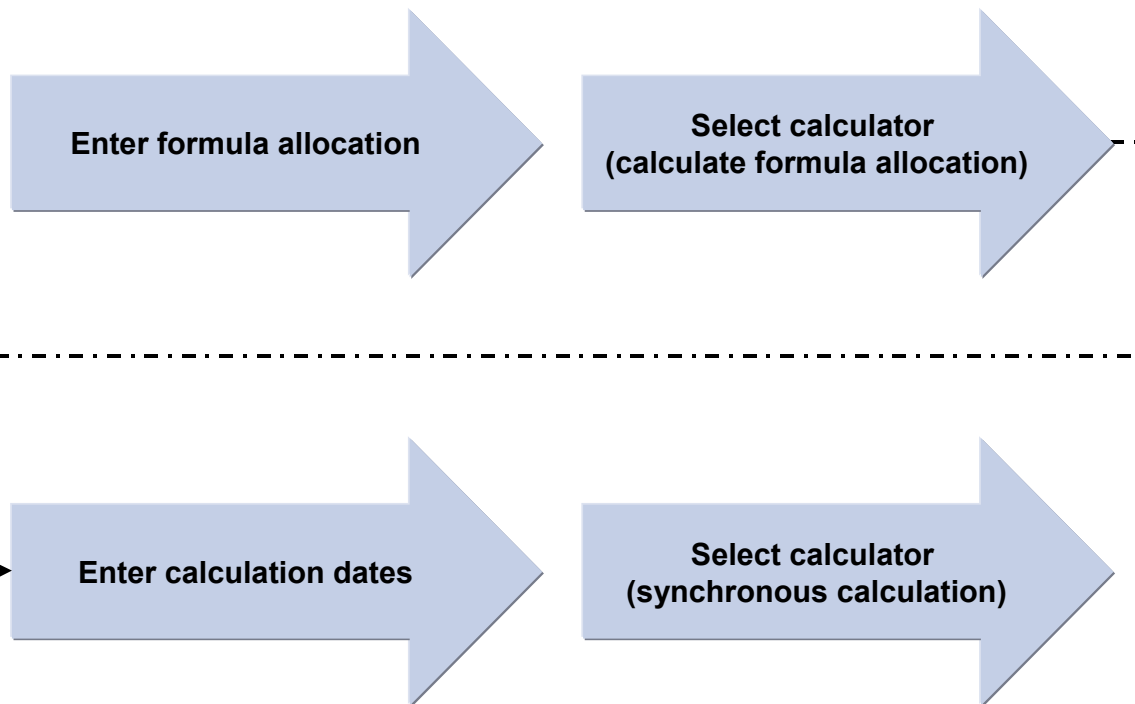 Enter formula allocation
Select calculator
(calculate formula allocation)
Enter calculation dates
Select calculator
(synchronous calculation)